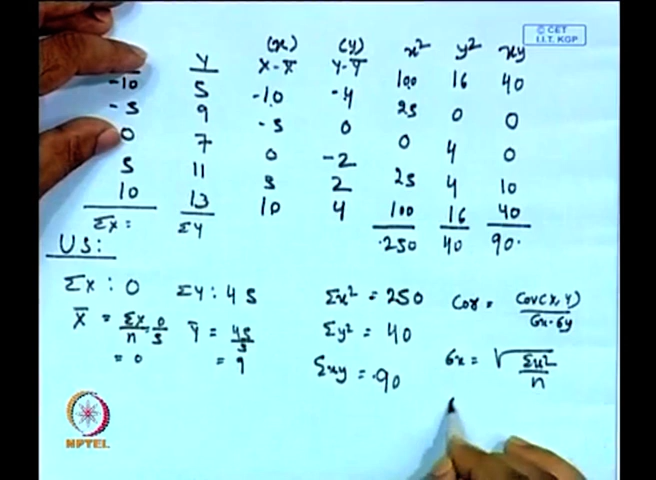 © CET
I.I.T. KGP
(x) (y)
Y X-X̄ Y-Ȳ x² y² xy
-10 5 -10 -4 100 16 40
-5 9 -5 0 25 0 0
0 7 0 -2 0 4 0
5 11 5 2 25 4 10
10 13 10 4 100 16 40
ΣX= ΣY 250 40 90.
US:
ΣX : 0 ΣY : 45 Σx² = 250 Cor = Cov(X,Y)/σx·σy
X̄ = ΣX/n = 0/5 Ȳ = 45/5 Σy² = 40
= 0 = 9 Σxy = 90 σx = √Σx²/n
NPTEL